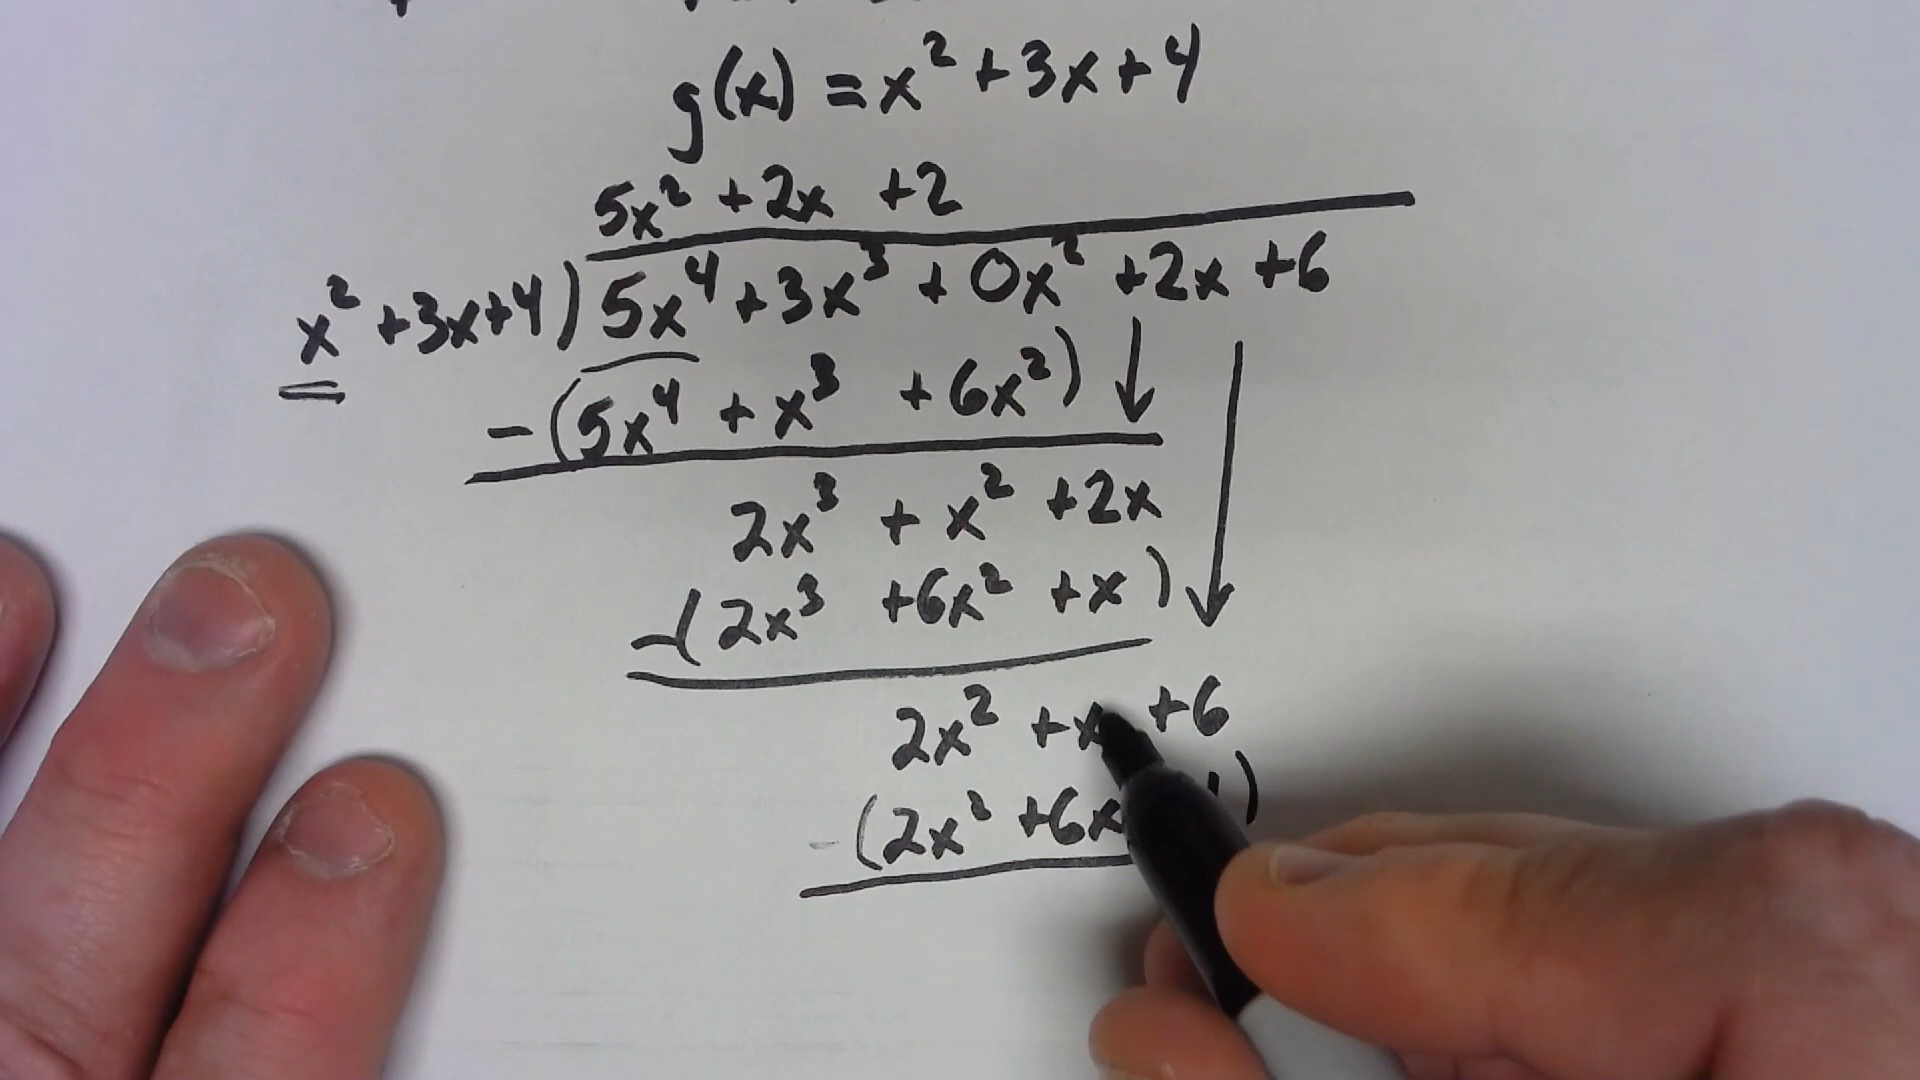 g(x) = x² + 3x + 4
5x² + 2x + 2
x² + 3x + 4 ) 5x⁴ + 3x³ + 0x² + 2x + 6
- (5x⁴ + x³ + 6x²)
2x³ + x² + 2x
- (2x³ + 6x² + x)
2x² + x + 6
- (2x² + 6x )